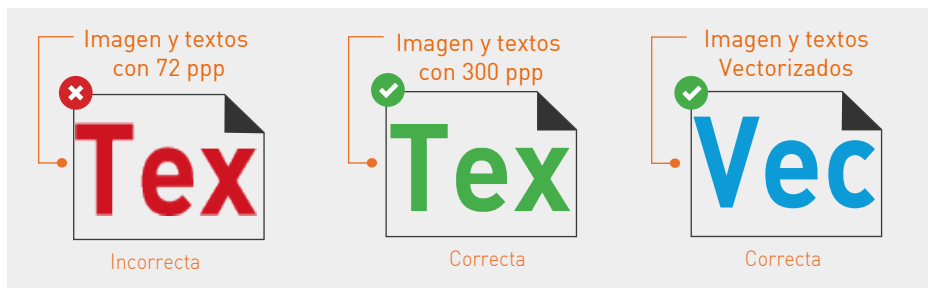 Imagen y textos
con 72 ppp
Tex
Incorrecta
Imagen y textos
con 300 ppp
Tex
Correcta
Imagen y textos
Vectorizados
Vec
Correcta